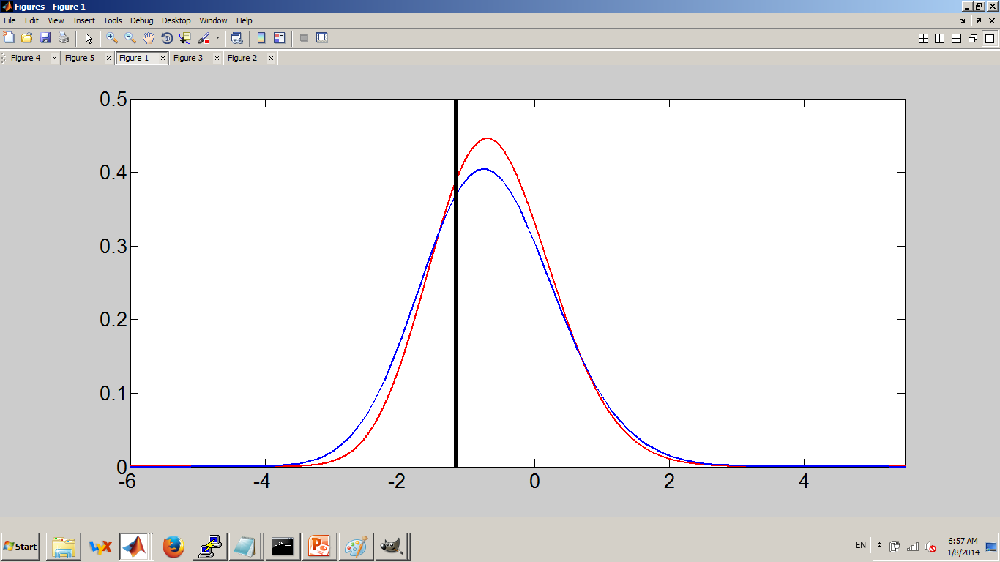 Figures - Figure 1
File Edit View Insert Tools Debug Desktop Window Help
Figure 4 Figure 5 Figure 1 Figure 3 Figure 2
0.5
0.4
0.3
0.2
0.1
0
-6 -4 -2 0 2 4
Start EN 6:57 AM
1/8/2014